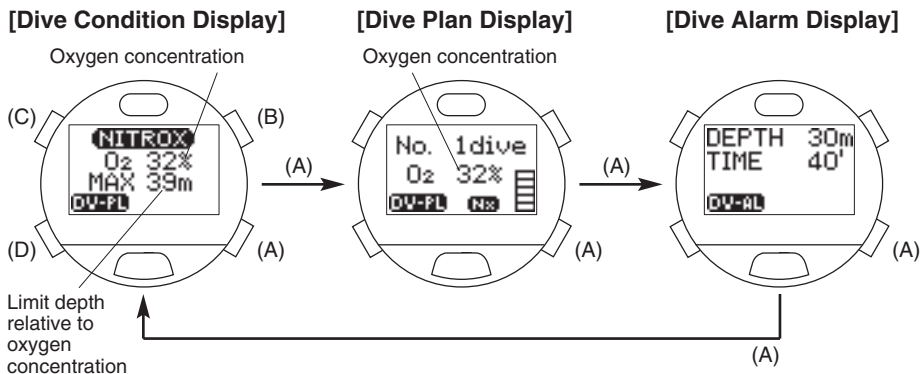 [Dive Condition Display]
[Dive Plan Display]
[Dive Alarm Display]
Oxygen concentration
Oxygen concentration
(C)
(B)
NITROX
O2 32%
MAX 39m
DV-PL
(D)
(A)
Limit depth
relative to
oxygen
concentration
(A)
No. 1dive
O2 32%
DV-PL Nx
(A)
(A)
DEPTH 30m
TIME 40'
DV-AL
(A)
(A)